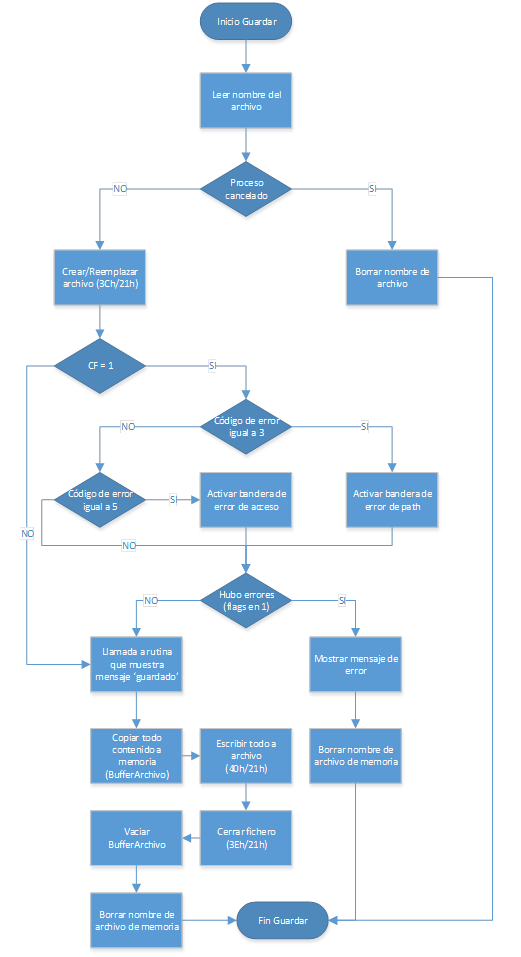 Inicio Guardar
Leer nombre del
archivo
Proceso
cancelado
NO
SI
Crear/Reemplazar
archivo (3Ch/21h)
Borrar nombre de
archivo
CF = 1
SI
Código de error
igual a 3
NO
SI
Código de error
igual a 5
SI
Activar bandera de
error de acceso
Activar bandera de
error de path
NO
NO
Hubo errores
(flags en 1)
NO
SI
Llamada a rutina
que muestra
mensaje ‘guardado’
Mostrar mensaje de
error
Copiar todo
contenido a
memoria
(BufferArchivo)
Escribir todo a
archivo
(40h/21h)
Borrar nombre de
archivo de memoria
Vaciar
BufferArchivo
Cerrar fichero
(3Eh/21h)
Borrar nombre de
archivo de memoria
Fin Guardar